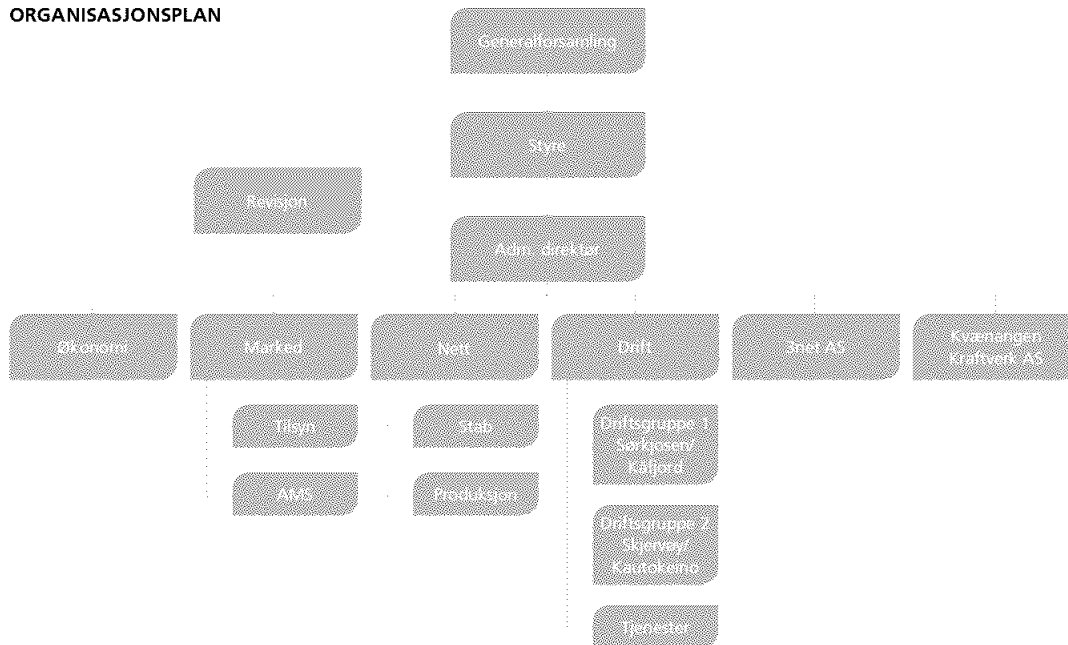 ORGANISASJONSPLAN
Generalforsamling
Styre
Revisjon
Adm. direktør
Økonomi
Marked
Nett
Drift
3net AS
Kvænangen
Kraftverk AS
Tilsyn
AMS
Stab
Produksjon
Driftsgruppe 1
Sørkjosen/
Kåfjord
Driftsgruppe 2
Skjervøy/
Kautokeino
Tjenester